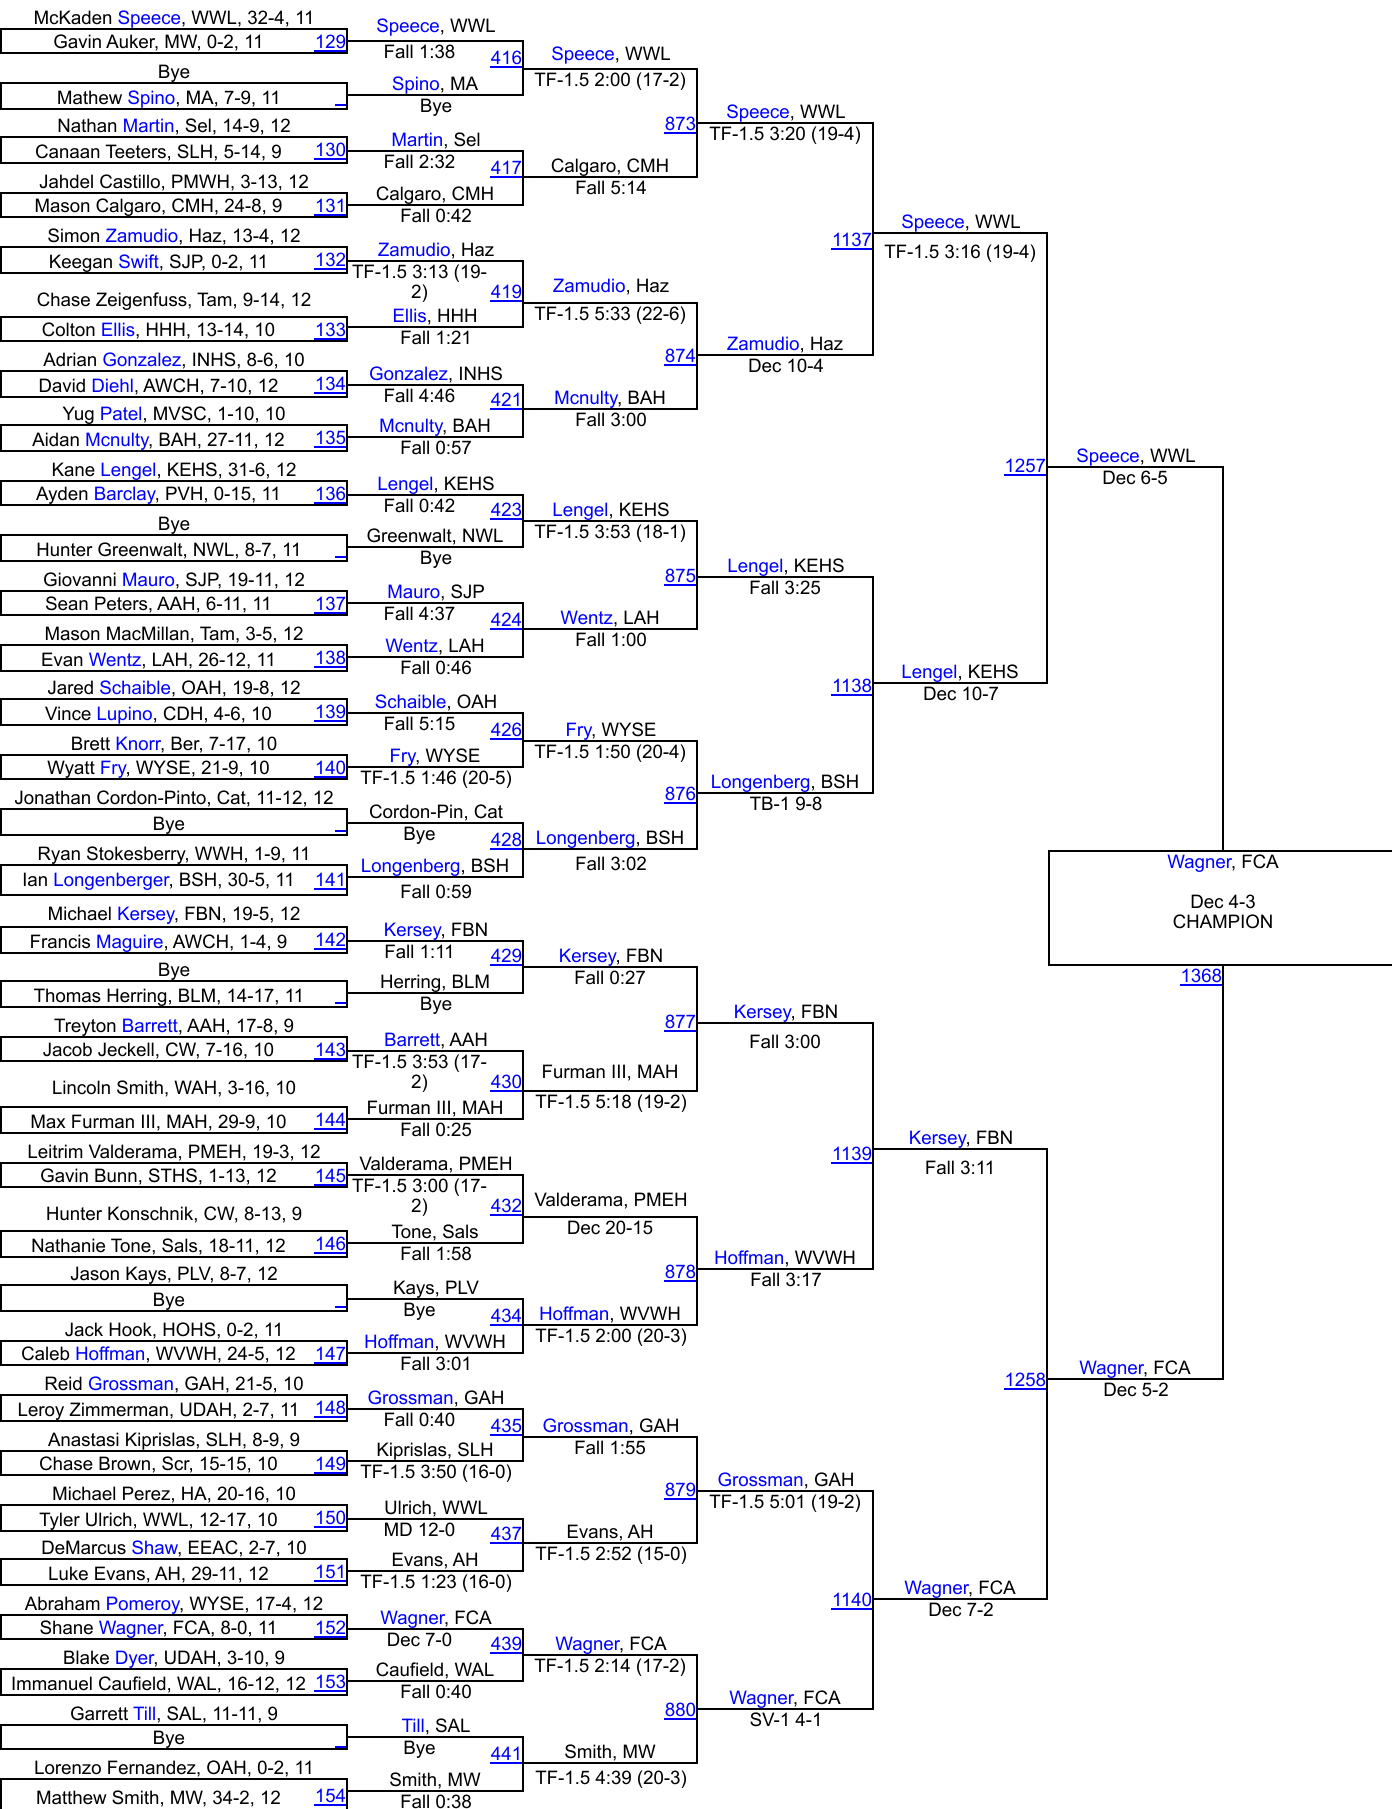 McKaden Speece, WWL, 32-4, 11
Gavin Auker, MW, 0-2, 11
129
Bye
Mathew Spino, MA, 7-9, 11
Nathan Martin, Sel, 14-9, 12
Canaan Teeters, SLH, 5-14, 9
130
Jahdel Castillo, PMWH, 3-13, 12
Mason Calgaro, CMH, 24-8, 9
131
Simon Zamudio, Haz, 13-4, 12
Keegan Swift, SJP, 0-2, 11
132
Chase Zeigenfuss, Tam, 9-14, 12
Colton Ellis, HHH, 13-14, 10
133
Adrian Gonzalez, INHS, 8-6, 10
David Diehl, AWCH, 7-10, 12
134
Yug Patel, MVSC, 1-10, 10
Aidan Mcnulty, BAH, 27-11, 12
135
Kane Lengel, KEHS, 31-6, 12
Ayden Barclay, PVH, 0-15, 11
136
Bye
Hunter Greenwalt, NWL, 8-7, 11
Giovanni Mauro, SJP, 19-11, 12
Sean Peters, AAH, 6-11, 11
137
Mason MacMillan, Tam, 3-5, 12
Evan Wentz, LAH, 26-12, 11
138
Jared Schaible, OAH, 19-8, 12
Vince Lupino, CDH, 4-6, 10
139
Brett Knorr, Ber, 7-17, 10
Wyatt Fry, WYSE, 21-9, 10
140
Jonathan Cordon-Pinto, Cat, 11-12, 12
Bye
Ryan Stokesberry, WWH, 1-9, 11
Ian Longenberger, BSH, 30-5, 11
141
Michael Kersey, FBN, 19-5, 12
Francis Maguire, AWCH, 1-4, 9
142
Bye
Thomas Herring, BLM, 14-17, 11
Treyton Barrett, AAH, 17-8, 9
Jacob Jeckell, CW, 7-16, 10
143
Lincoln Smith, WAH, 3-16, 10
Max Furman III, MAH, 29-9, 10
144
Leitrim Valderama, PMEH, 19-3, 12
Gavin Bunn, STHS, 1-13, 12
145
Hunter Konschnik, CW, 8-13, 9
Nathanie Tone, Sals, 18-11, 12
146
Jason Kays, PLV, 8-7, 12
Bye
Jack Hook, HOHS, 0-2, 11
Caleb Hoffman, WVWH, 24-5, 12
147
Reid Grossman, GAH, 21-5, 10
Leroy Zimmerman, UDAH, 2-7, 11
148
Anastasi Kiprislas, SLH, 8-9, 9
Chase Brown, Scr, 15-15, 10
149
Michael Perez, HA, 20-16, 10
Tyler Ulrich, WWL, 12-17, 10
150
DeMarcus Shaw, EEAC, 2-7, 10
Luke Evans, AH, 29-11, 12
151
Abraham Pomeroy, WYSE, 17-4, 12
Shane Wagner, FCA, 8-0, 11
152
Blake Dyer, UDAH, 3-10, 9
Immanuel Caufield, WAL, 16-12, 12
153
Garrett Till, SAL, 11-11, 9
Bye
Lorenzo Fernandez, OAH, 0-2, 11
Matthew Smith, MW, 34-2, 12
154
Speece, WWL
Fall 1:38
416
Spino, MA
Bye
Martin, Sel
Fall 2:32
417
Calgaro, CMH
Fall 0:42
Zamudio, Haz
TF-1.5 3:13 (19-
2)
419
Ellis, HHH
Fall 1:21
Gonzalez, INHS
Fall 4:46
421
Mcnulty, BAH
Fall 0:57
Lengel, KEHS
Fall 0:42
423
Greenwalt, NWL
Bye
Mauro, SJP
Fall 4:37
424
Wentz, LAH
Fall 0:46
Schaible, OAH
Fall 5:15
426
Fry, WYSE
TF-1.5 1:46 (20-5)
Cordon-Pin, Cat
Bye
428
Longenberg, BSH
Fall 0:59
Kersey, FBN
Fall 1:11
429
Herring, BLM
Bye
Barrett, AAH
TF-1.5 3:53 (17-
2)
430
Furman III, MAH
Fall 0:25
Valderama, PMEH
TF-1.5 3:00 (17-
2)
432
Tone, Sals
Fall 1:58
Kays, PLV
Bye
434
Hoffman, WVWH
Fall 3:01
Grossman, GAH
Fall 0:40
435
Kiprislas, SLH
TF-1.5 3:50 (16-0)
Ulrich, WWL
MD 12-0
437
Evans, AH
TF-1.5 1:23 (16-0)
Wagner, FCA
Dec 7-0
439
Caufield, WAL
Fall 0:40
Till, SAL
Bye
441
Smith, MW
Fall 0:38
Speece, WWL
TF-1.5 2:00 (17-2)
873
Calgaro, CMH
Fall 5:14
Zamudio, Haz
TF-1.5 5:33 (22-6)
874
Mcnulty, BAH
Fall 3:00
Lengel, KEHS
TF-1.5 3:53 (18-1)
875
Wentz, LAH
Fall 1:00
Fry, WYSE
TF-1.5 1:50 (20-4)
876
Longenberg, BSH
Fall 3:02
Kersey, FBN
Fall 0:27
877
Furman III, MAH
TF-1.5 5:18 (19-2)
Valderama, PMEH
Dec 20-15
878
Hoffman, WVWH
TF-1.5 2:00 (20-3)
Grossman, GAH
Fall 1:55
879
Evans, AH
TF-1.5 2:52 (15-0)
Wagner, FCA
TF-1.5 2:14 (17-2)
880
Smith, MW
TF-1.5 4:39 (20-3)
Speece, WWL
TF-1.5 3:20 (19-4)
1137
Zamudio, Haz
Dec 10-4
Lengel, KEHS
Fall 3:25
1138
Longenberg, BSH
TB-1 9-8
Kersey, FBN
Fall 3:00
1139
Hoffman, WVWH
Fall 3:17
Grossman, GAH
TF-1.5 5:01 (19-2)
1140
Wagner, FCA
SV-1 4-1
Speece, WWL
TF-1.5 3:16 (19-4)
1257
Lengel, KEHS
Dec 10-7
Kersey, FBN
Fall 3:11
1258
Wagner, FCA
Dec 7-2
Speece, WWL
Dec 6-5
Wagner, FCA
Dec 5-2
Wagner, FCA
Dec 4-3
CHAMPION
1368